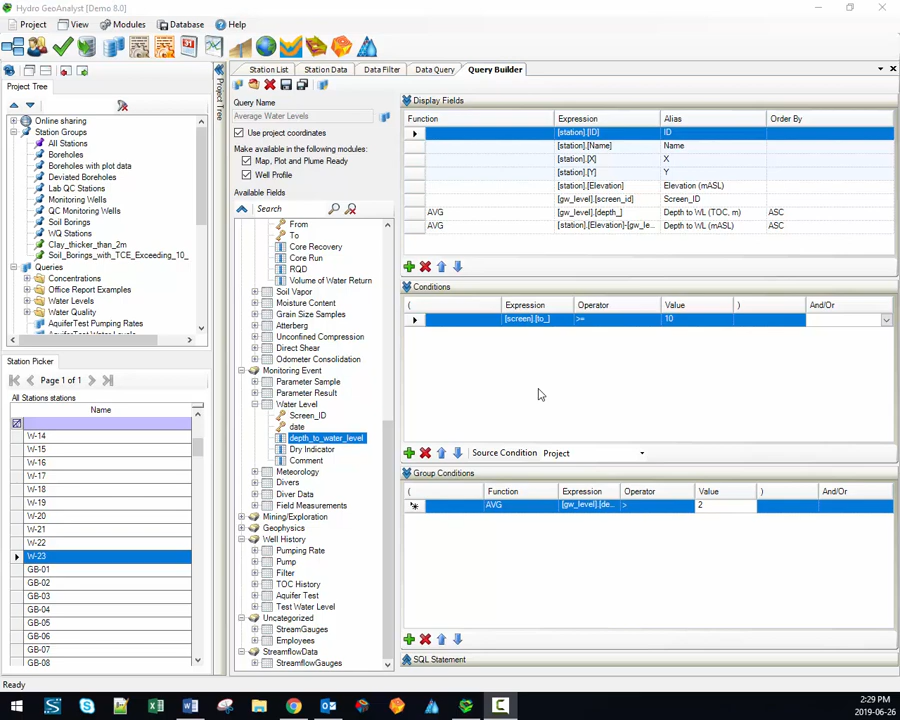 Hydro GeoAnalyst [Demo 8.0]
Project View Modules Database Help
Station List Station Data Data Filter Data Query Query Builder
Project Tree
Online sharing
Station Groups
All Stations
Boreholes
Boreholes with plot data
Deviated Boreholes
Lab QC Stations
Monitoring Wells
QC Monitoring Wells
Soil Borings
WQ Stations
Clay_thicker_than_2m
Soil_Borings_with_TCE_Exceeding_10_
Queries
Concentrations
Office Report Examples
Water Levels
Water Quality
AquiferTest Pumping Rates
Station Picker
Page 1 of 1
All Stations stations
Name
W-14
W-15
W-16
W-17
W-18
W-19
W-20
W-21
W-22
W-23
GB-01
GB-02
GB-03
GB-04
GB-05
GB-06
GB-07
GB-08
Project Tree
Query Name
Average Water Levels
Use project coordinates
Make available in the following modules:
Map, Plot and Plume Ready
Well Profile
Available Fields
Search
From
To
Core Recovery
Core Run
RQD
Volume of Water Return
Soil Vapor
Moisture Content
Grain Size Samples
Atterberg
Unconfined Compression
Direct Shear
Odometer Consolidation
Monitoring Event
Parameter Sample
Parameter Result
Water Level
Screen_ID
date
depth_to_water_level
Dry Indicator
Comment
Meteorology
Divers
Diver Data
Field Measurements
Mining/Exploration
Geophysics
Well History
Pumping Rate
Pump
Filter
TOC History
Aquifer Test
Test Water Level
Uncategorized
StreamGauges
Employees
StreamflowData
StreamflowGauges
Display Fields
Function Expression Alias Order By
[station].[ID] ID
[station].[Name] Name
[station].[X] X
[station].[Y] Y
[station].[Elevation] Elevation (mASL)
[gw_level].[screen_id] Screen_ID
AVG [gw_level].[depth_] Depth to WL (TOC, m) ASC
AVG [station].[Elevation]-[gw_le... Depth to WL (mASL) ASC
Conditions
( Expression Operator Value ) And/Or
[screen].[to_] >= 10
Source Condition Project
Group Conditions
( Function Expression Operator Value ) And/Or
AVG [gw_level].[de... > 2
SQL Statement
Ready
2:29 PM
2019-06-26